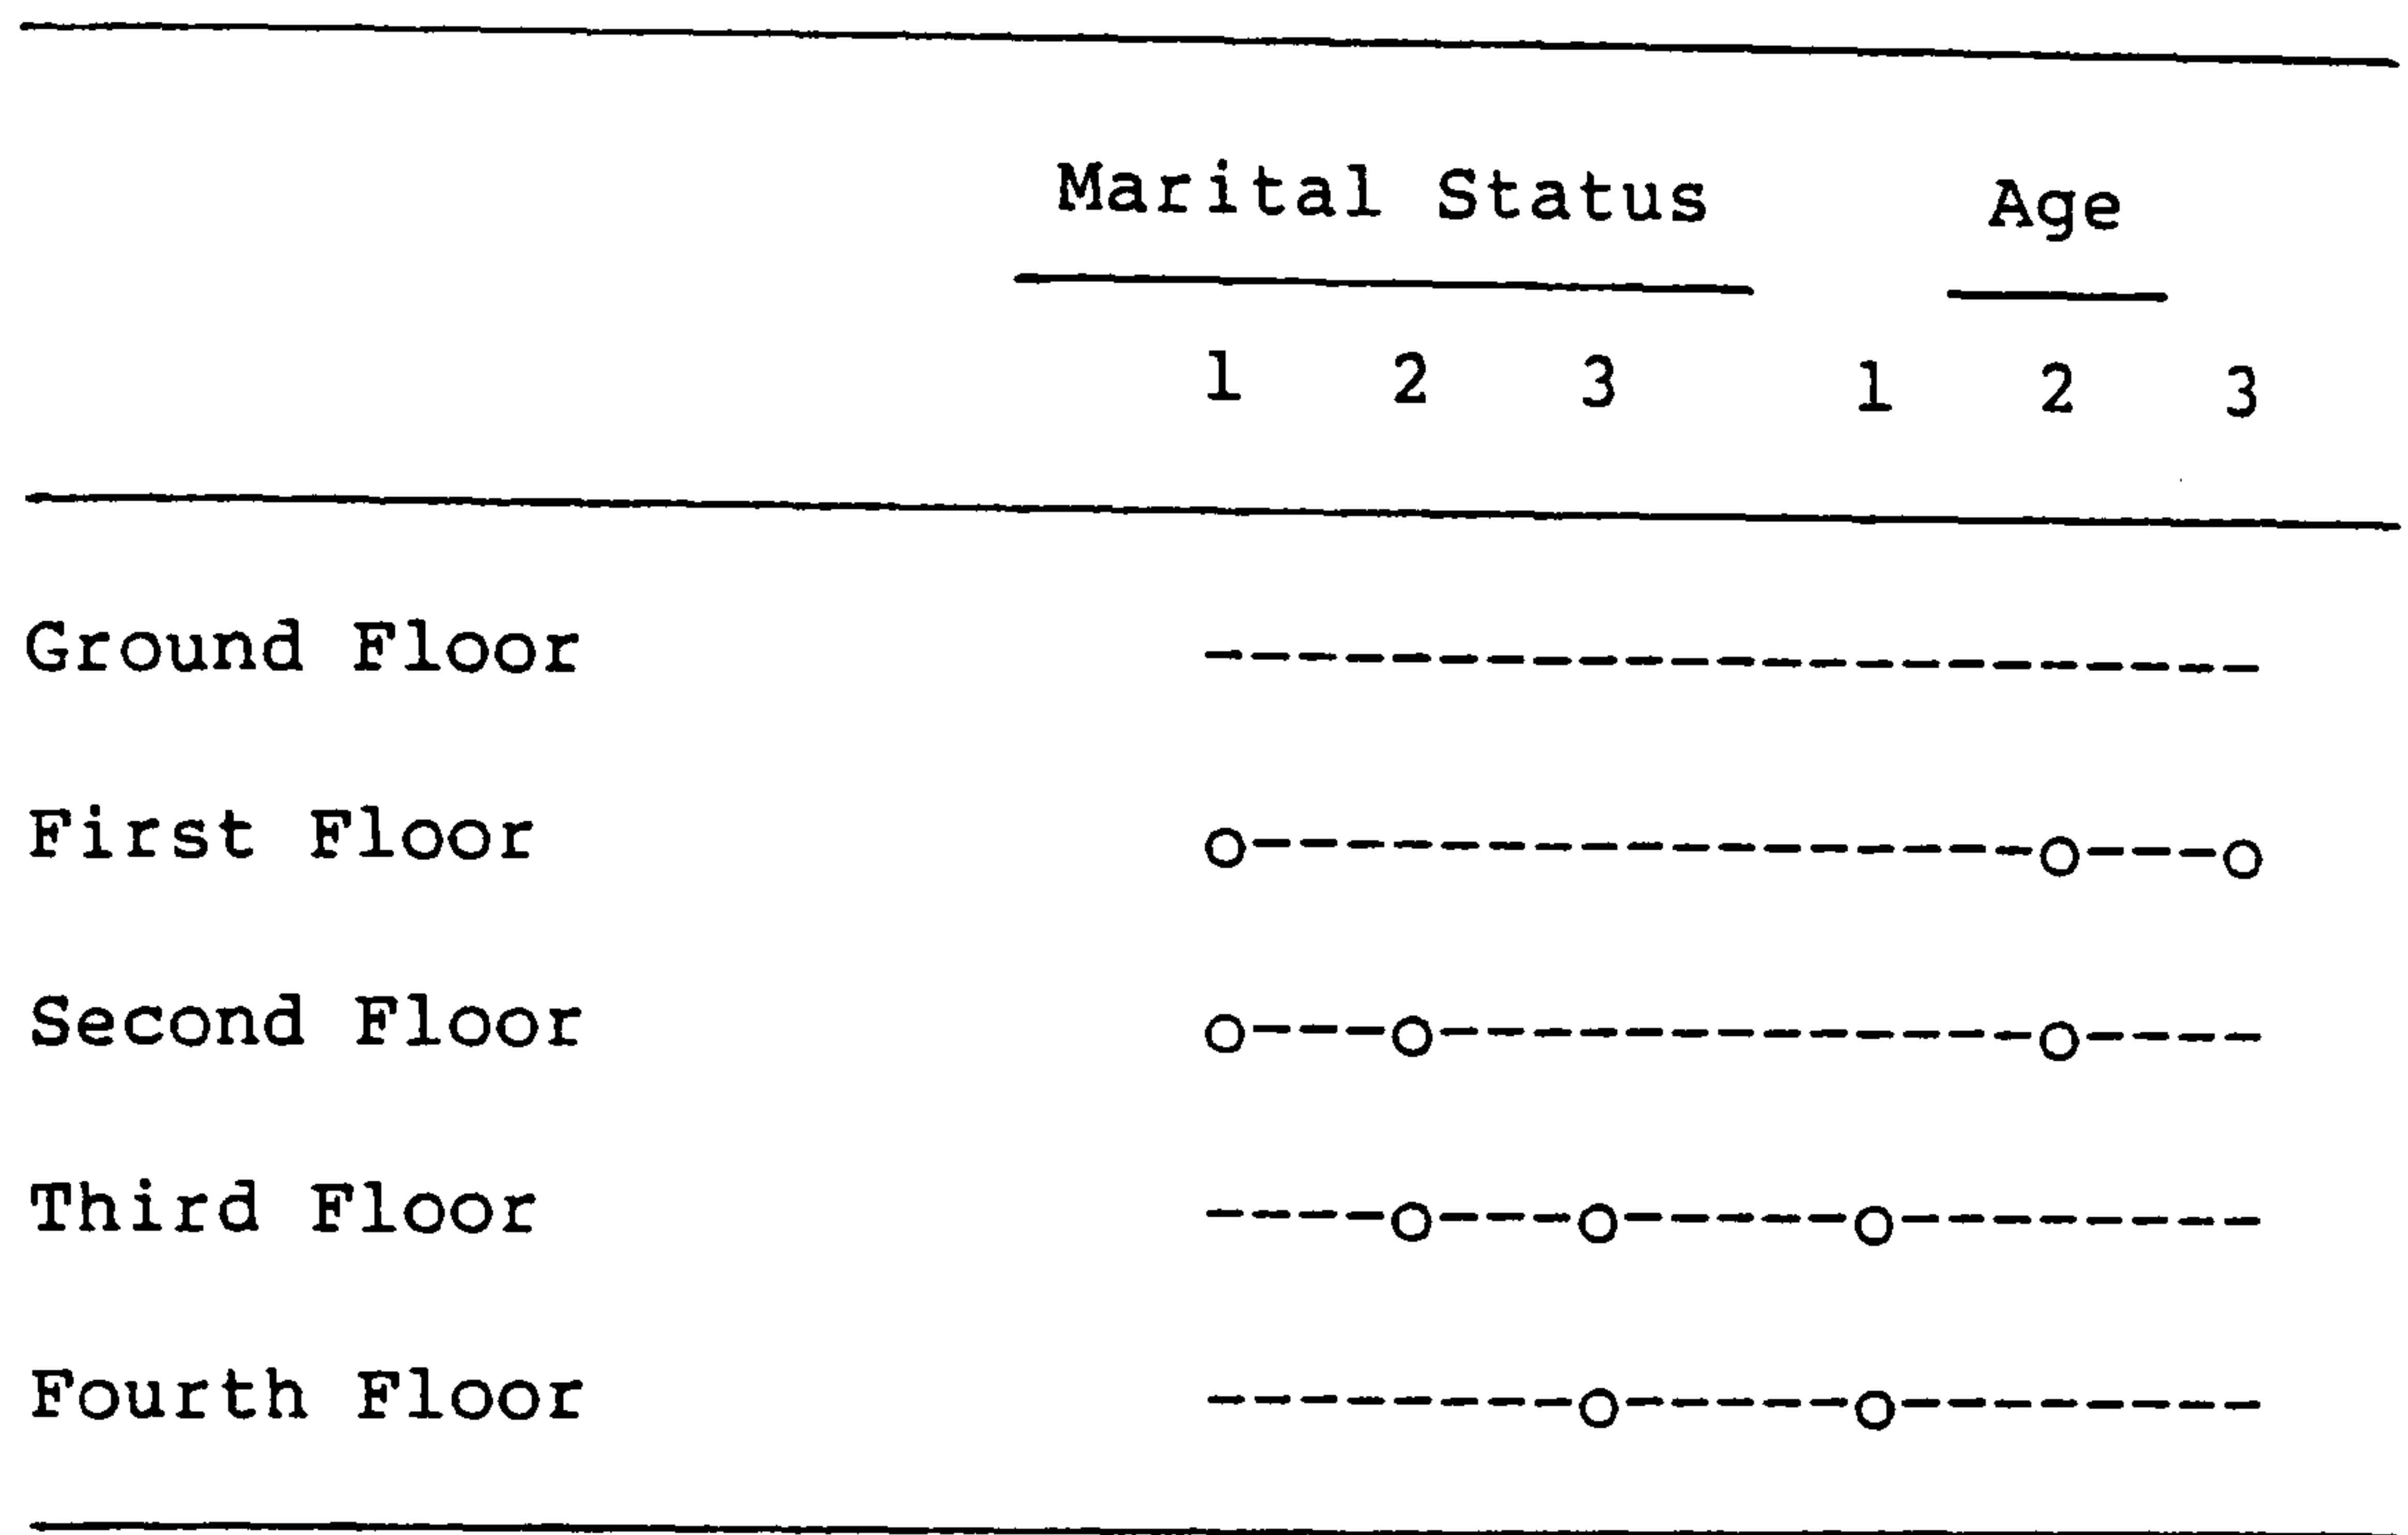 Marital Status Age
1 2 3 1 2 3
Ground Floor -----------------------
First Floor o-----------------o---o
Second Floor o---o-------------o----
Third Floor ----o---o-----o--------
Fourth Floor --------o-----o--------